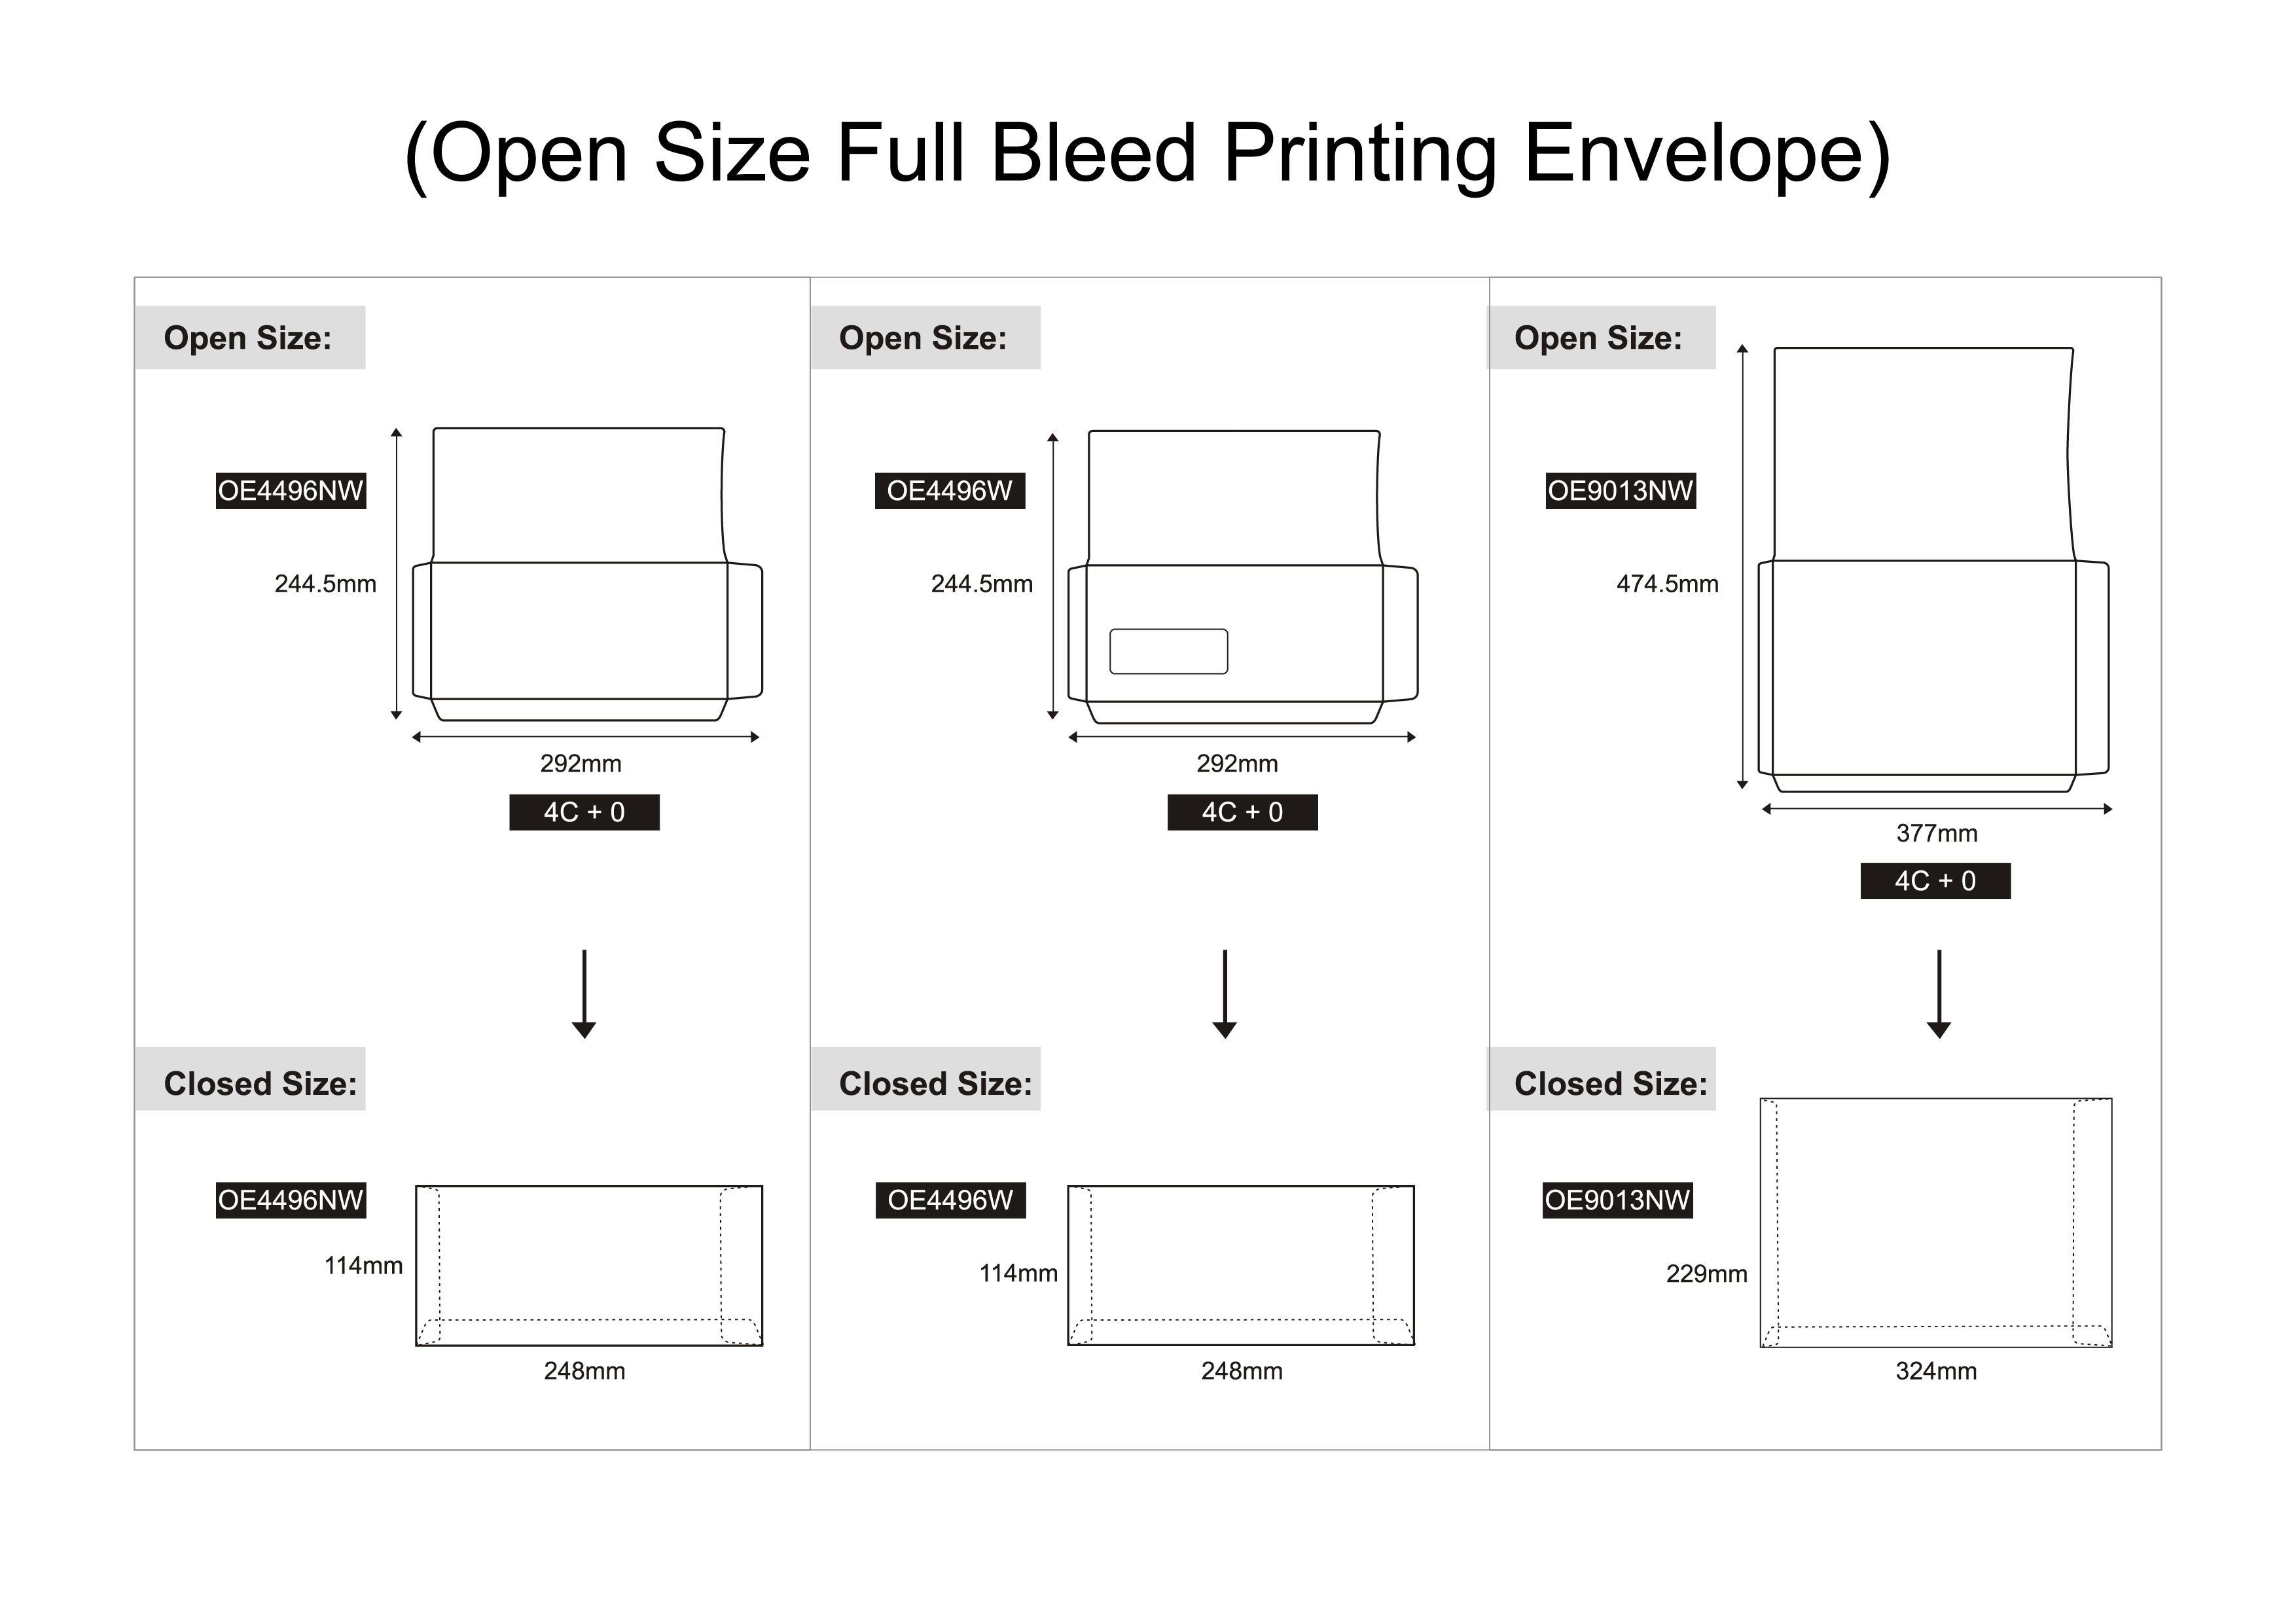 (Open Size Full Bleed Printing Envelope)
Open Size:
OE4496NW
244.5mm
292mm
4C + 0
Closed Size:
OE4496NW
114mm
248mm
Open Size:
OE4496W
244.5mm
292mm
4C + 0
Closed Size:
OE4496W
114mm
248mm
Open Size:
OE9013NW
474.5mm
377mm
4C + 0
Closed Size:
OE9013NW
229mm
324mm